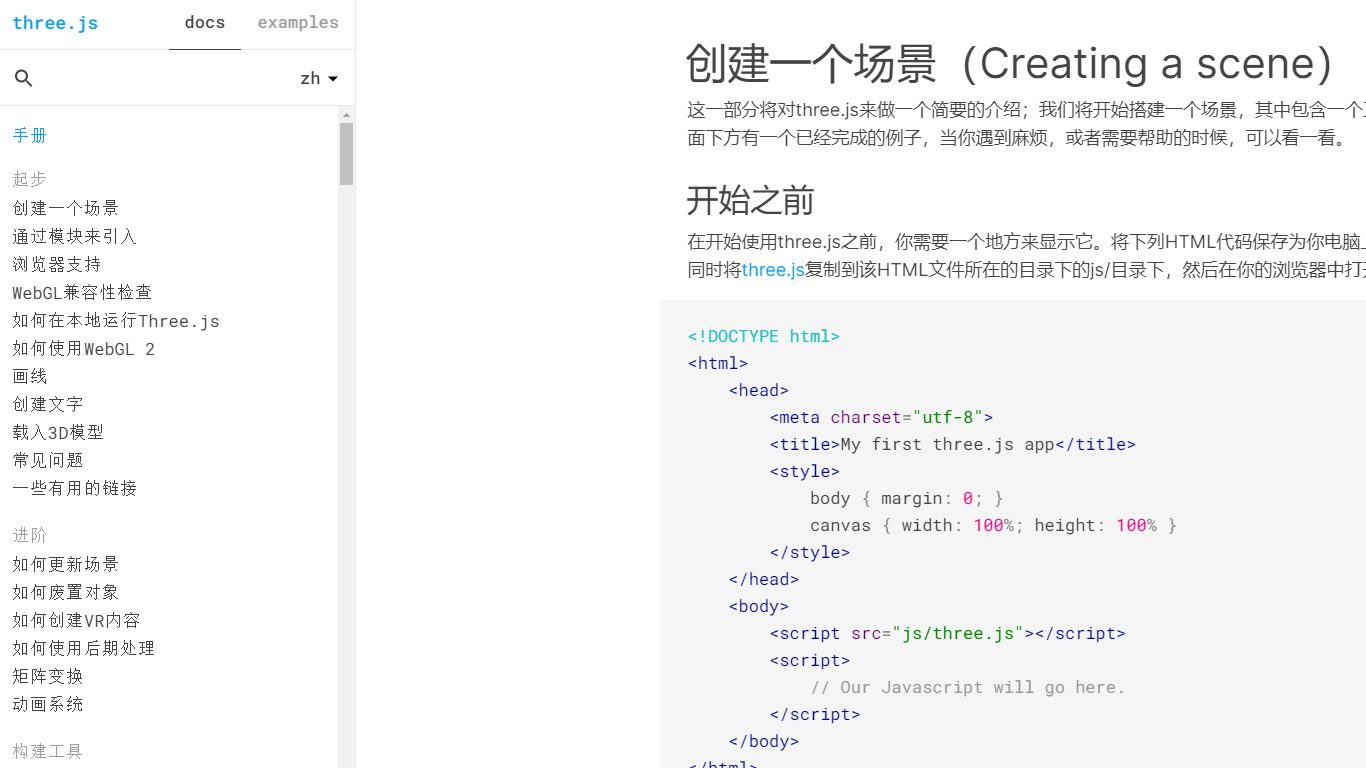 three.js
docs
examples
zh
手册
起步
创建一个场景
通过模块来引入
浏览器支持
WebGL兼容性检查
如何在本地运行Three.js
如何使用WebGL 2
画线
创建文字
载入3D模型
常见问题
一些有用的链接
进阶
如何更新场景
如何废置对象
如何创建VR内容
如何使用后期处理
矩阵变换
动画系统
构建工具
创建一个场景（Creating a scene）
这一部分将对three.js来做一个简要的介绍；我们将开始搭建一个场景，其中包含一个
面下方有一个已经完成的例子，当你遇到麻烦，或者需要帮助的时候，可以看一看。
开始之前
在开始使用three.js之前，你需要一个地方来显示它。将下列HTML代码保存为你电脑
同时将three.js复制到该HTML文件所在的目录下的js/目录下，然后在你的浏览器中打开
<!DOCTYPE html>
<html>
<head>
<meta charset="utf-8">
<title>My first three.js app</title>
<style>
body { margin: 0; }
canvas { width: 100%; height: 100% }
</style>
</head>
<body>
<script src="js/three.js"></script>
<script>
// Our Javascript will go here.
</script>
</body>
</html>